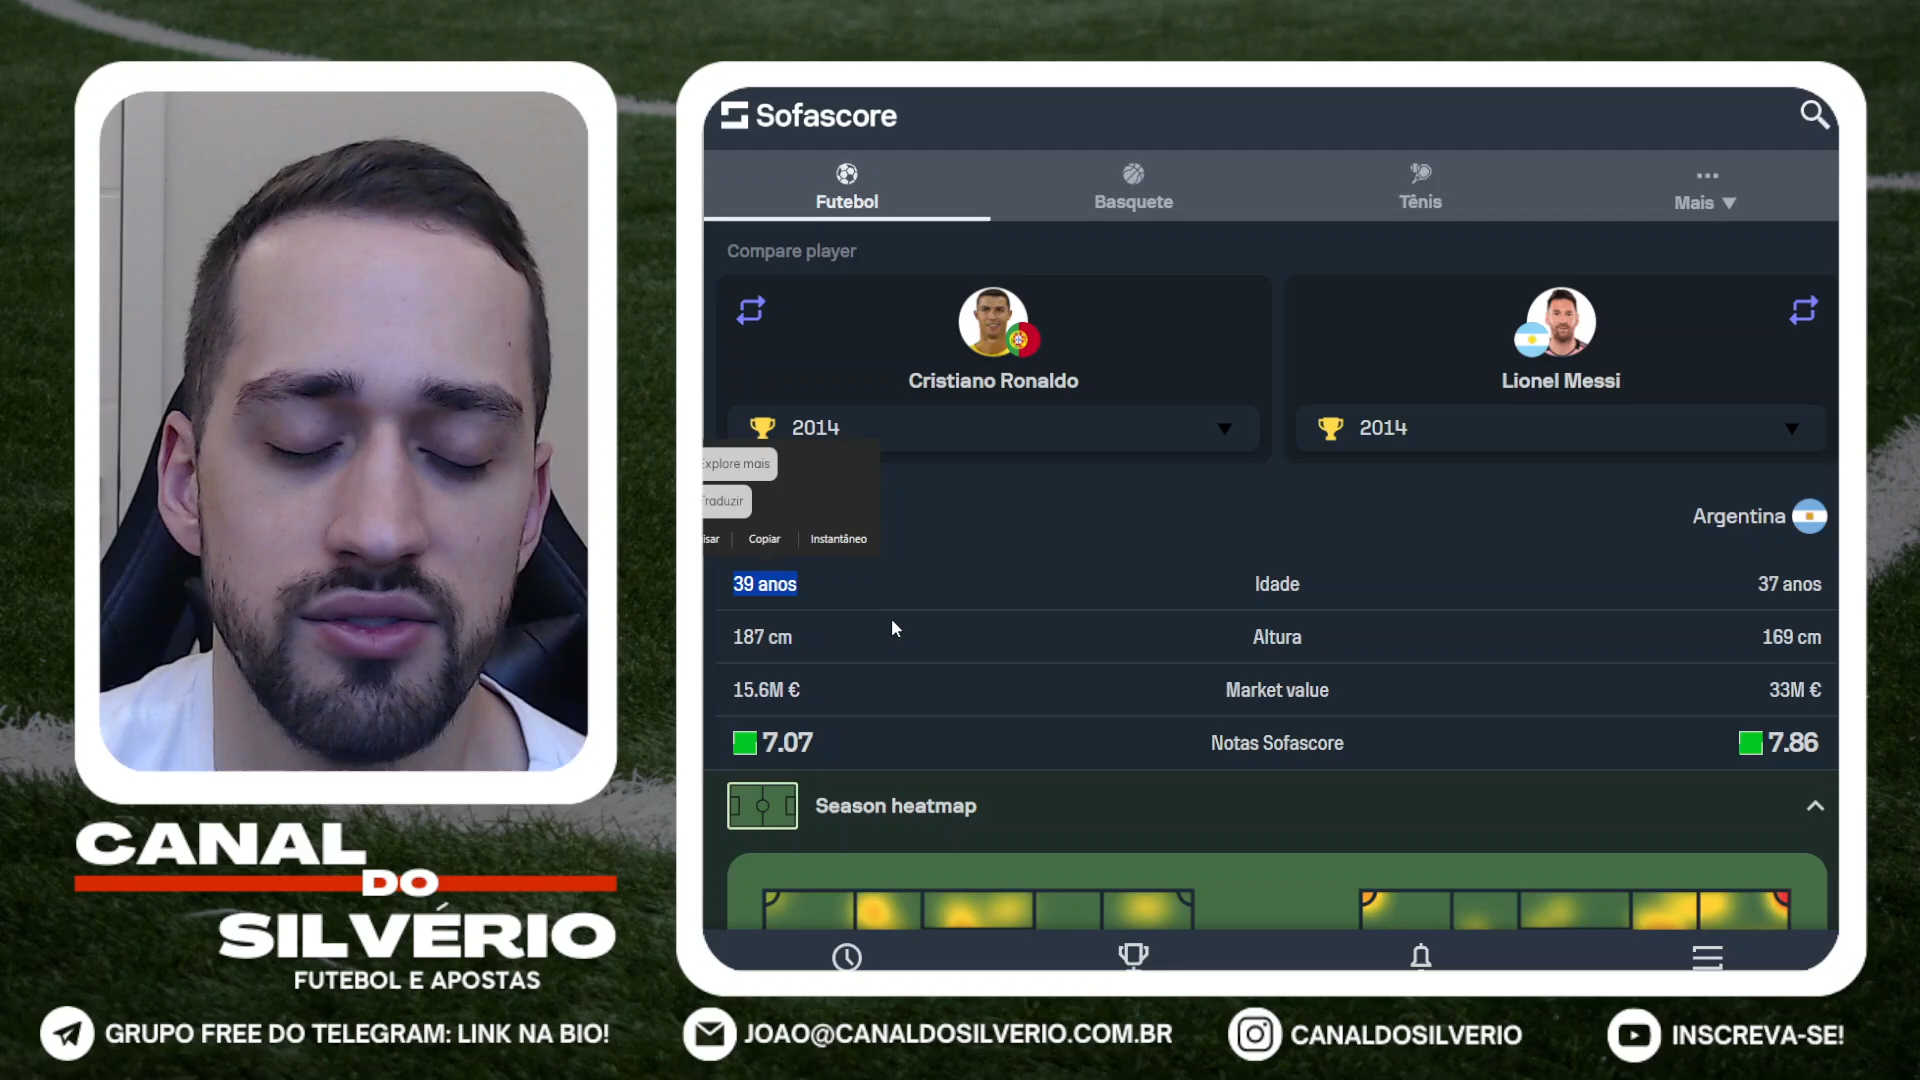 Sofascore
Futebol
Basquete
Tênis
Mais
Compare player
Cristiano Ronaldo
Lionel Messi
2014
2014
Explore mais
Traduzir
Copiar
Instantâneo
Argentina
39 anos
Idade
37 anos
187 cm
Altura
169 cm
15.6M €
Market value
33M €
7.07
Notas Sofascore
7.86
Season heatmap
CANAL
DO
SILVÉRIO
FUTEBOL E APOSTAS
GRUPO FREE DO TELEGRAM: LINK NA BIO!
JOAO@CANALDOSILVERIO.COM.BR
CANALDOSILVERIO
INSCREVA-SE!